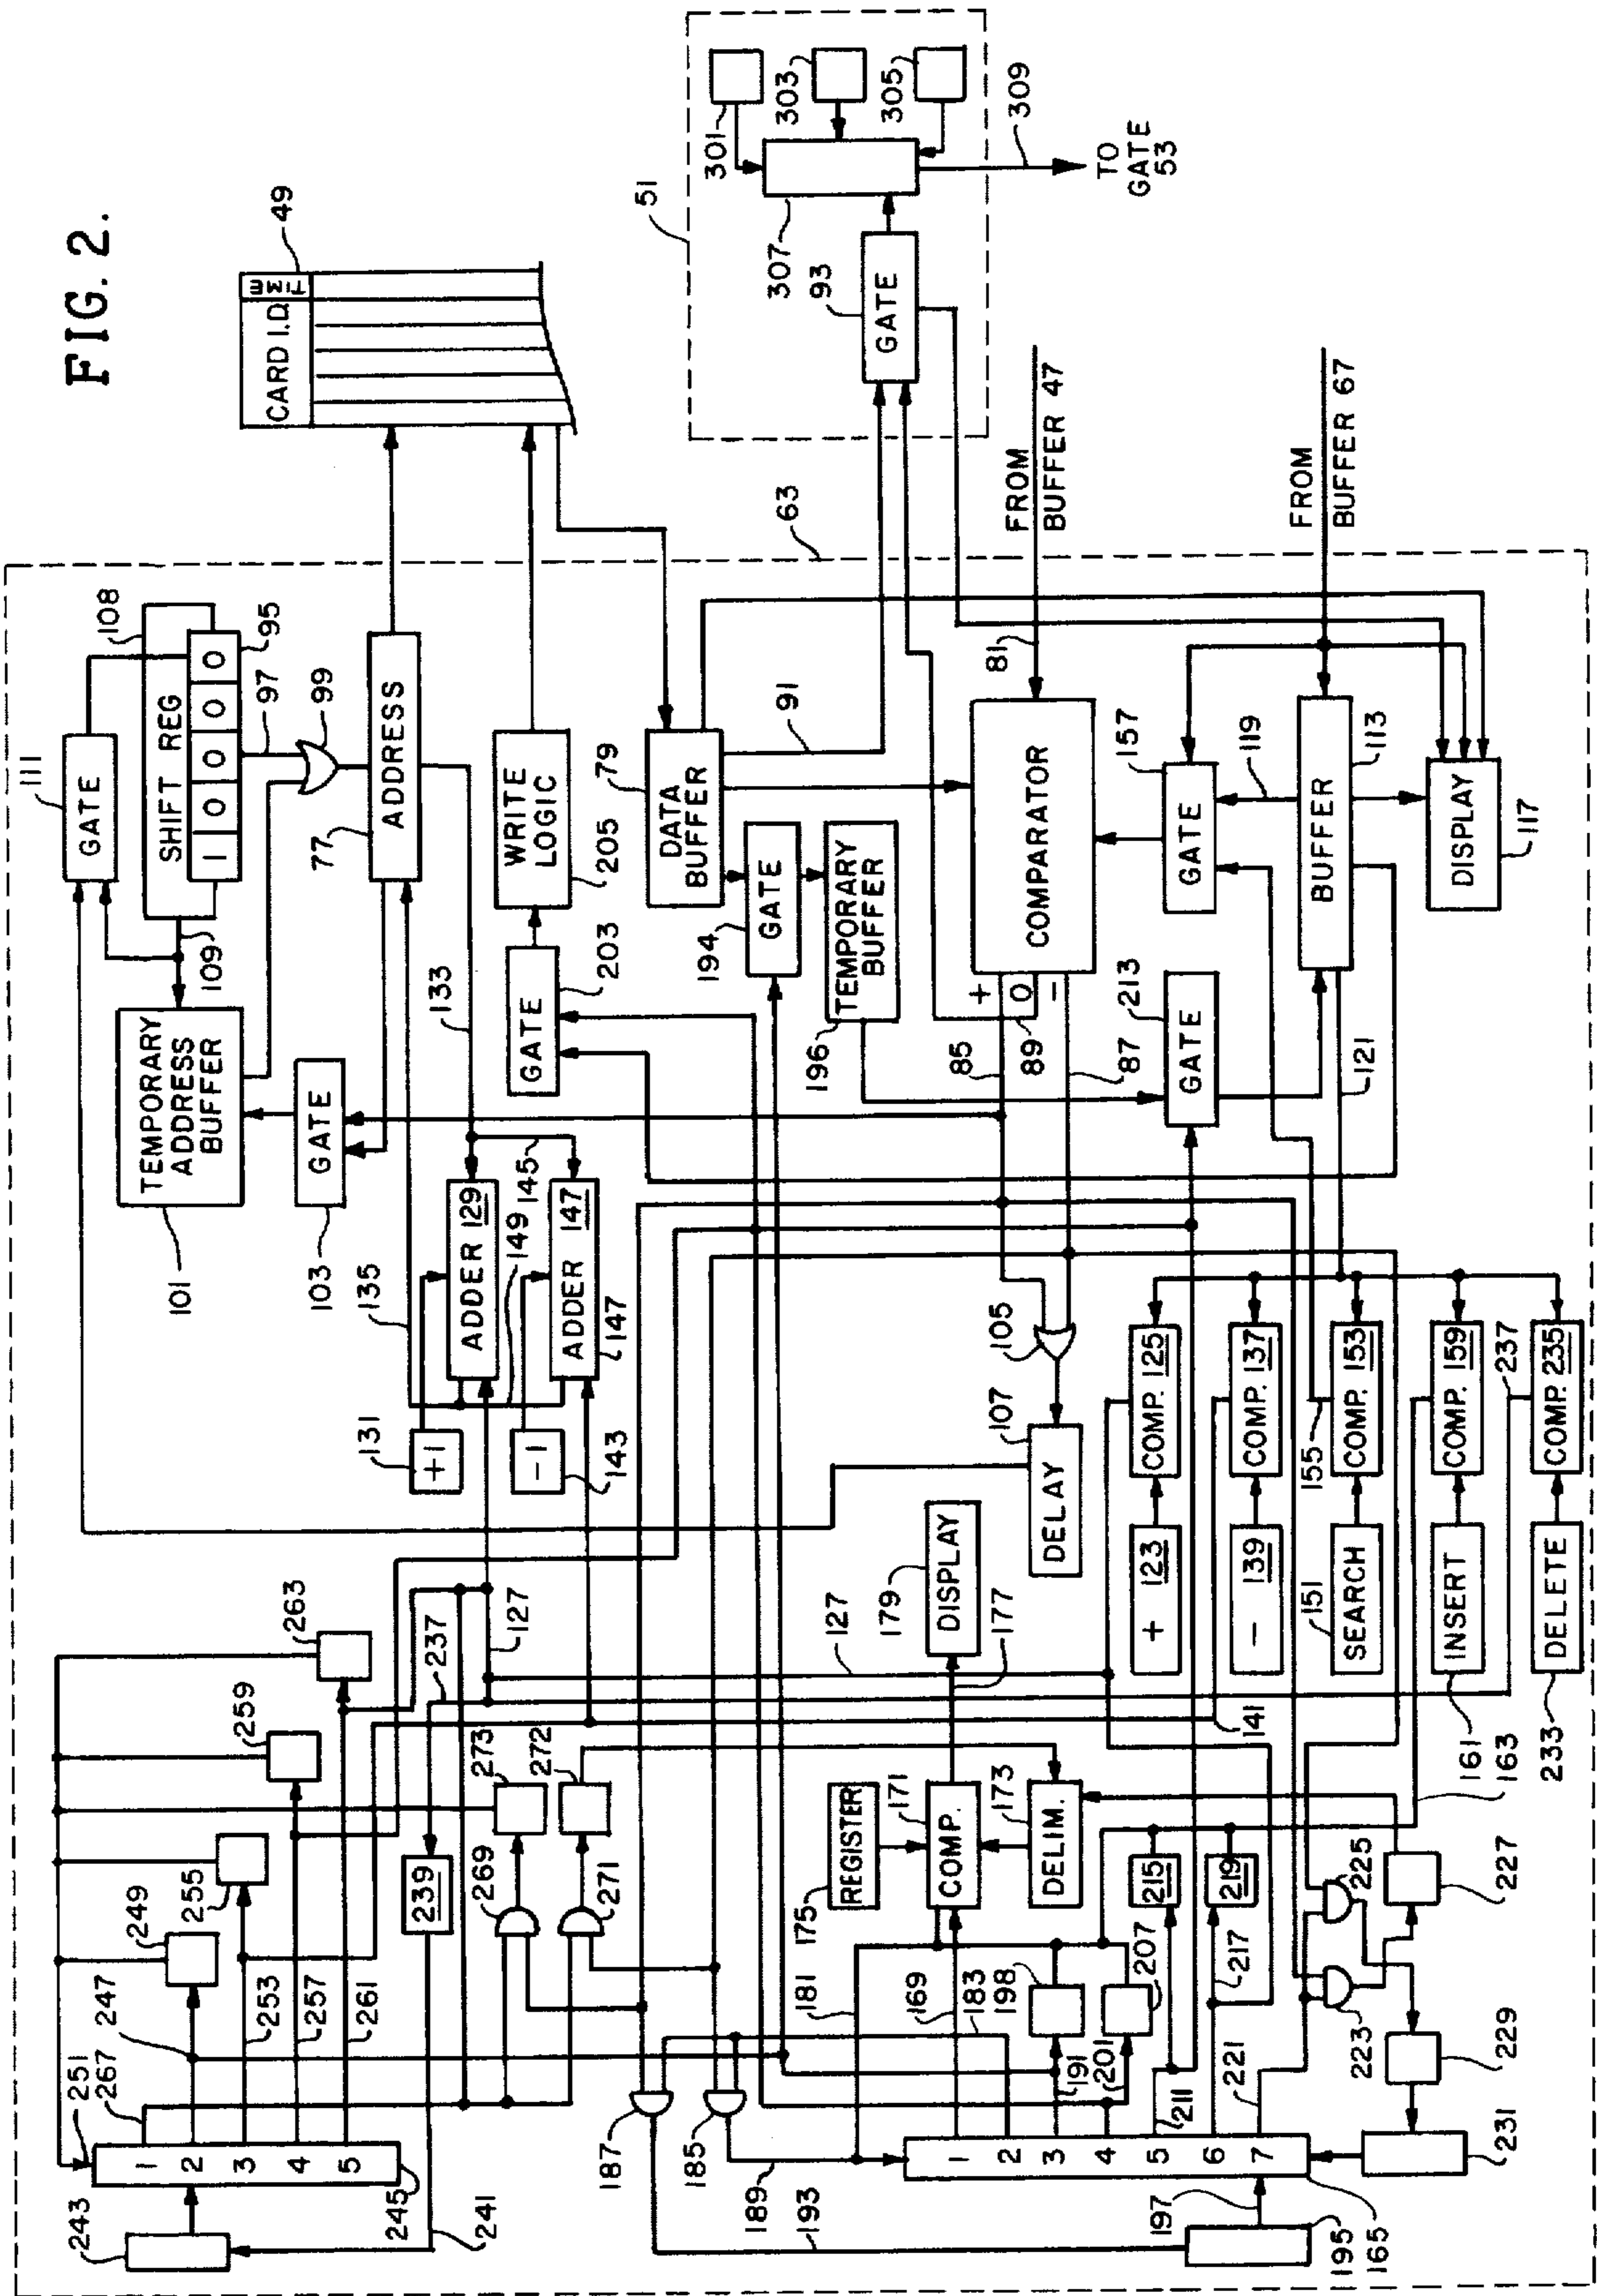 FIG. 2.
111
GATE
108
SHIFT REG
1 0 0 0 0
95
97
99
109
TEMPORARY
ADDRESS
BUFFER
101
GATE
103
77
ADDRESS
133
135
CARD I.D.
TIME
49
WRITE
LOGIC
205
GATE
203
79
DATA
BUFFER
91
194
GATE
TEMPORARY
BUFFER
196
51
301
303
305
307
309
TO
GATE
53
93
GATE
63
FROM
BUFFER 47
81
COMPARATOR
+
0
−
85
89
87
FROM
BUFFER 67
157
GATE
119
BUFFER
113
DISPLAY
117
213
GATE
121
ADDER 129
145
149
ADDER 147
147
131
+1
−1
143
105
107
DELAY
COMP. 125
COMP. 137
155
COMP. 153
COMP. 159
237
COMP. 235
+ 123
− 139
151
SEARCH
INSERT
161
163
DELETE
233
141
127
127
237
179
DISPLAY
177
263
259
255
249
273
272
239
269
271
247
253
257
261
251
267
1
2
3
4
5
243
245
241
175
REGISTER
171
COMP.
173
DELIM.
215
219
225
227
181
169
183
198
207
191
201
211
217
221
223
229
231
187
185
189
193
1
2
3
4
5
6
7
197
195
165